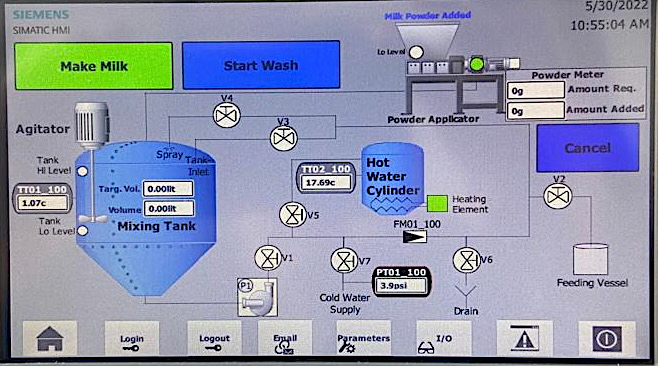 SIEMENS
SIMATIC HMI
5/30/2022
10:55:04 AM
Milk Powder Added
Lo Level
Make Milk
Start Wash
Powder Meter
0g Amount Req.
0g Amount Added
Powder Applicator
V4
V3
Agitator
Spray
Tank
Inlet
Tank
Hi Level
TT01_100
1.07c
Tank
Lo Level
Targ. Vol. 0.00lit
Volume 0.00lit
Mixing Tank
TT02_100
17.69c
Hot
Water
Cylinder
Heating
Element
Cancel
V2
V5
FM01_100
V1
V7
V6
P1
PT01_100
3.9psi
Cold Water
Supply
Drain
Feeding Vessel
Login
Logout
Email
Parameters
I/O